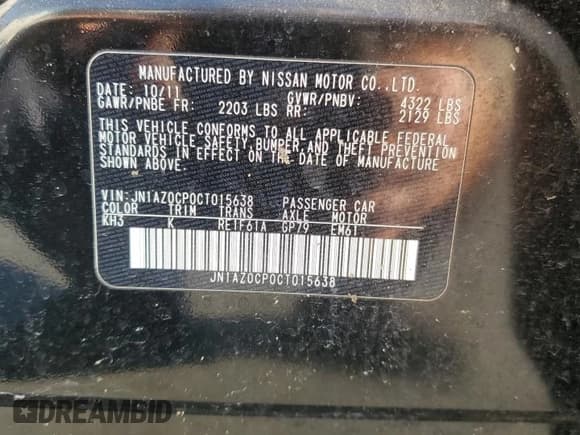 MANUFACTURED BY NISSAN MOTOR CO.,LTD.
DATE: 10/11 GVWR/PNBV: 4322 LBS
GAWR/PNBE FR: 2203 LBS RR: 2129 LBS
THIS VEHICLE CONFORMS TO ALL APPLICABLE FEDERAL
MOTOR VEHICLE SAFETY,BUMPER,AND THEFT PREVENTION
STANDARDS IN EFFECT ON THE DATE OF MANUFACTURE
SHOWN ABOVE.
VIN:JN1AZ0CP0CT015638 PASSENGER CAR
COLOR TRIM TRANS AXLE MOTOR
KH3 K RE1F61A GP79 EM61
JN1AZ0CP0CT015638
DREAMBID